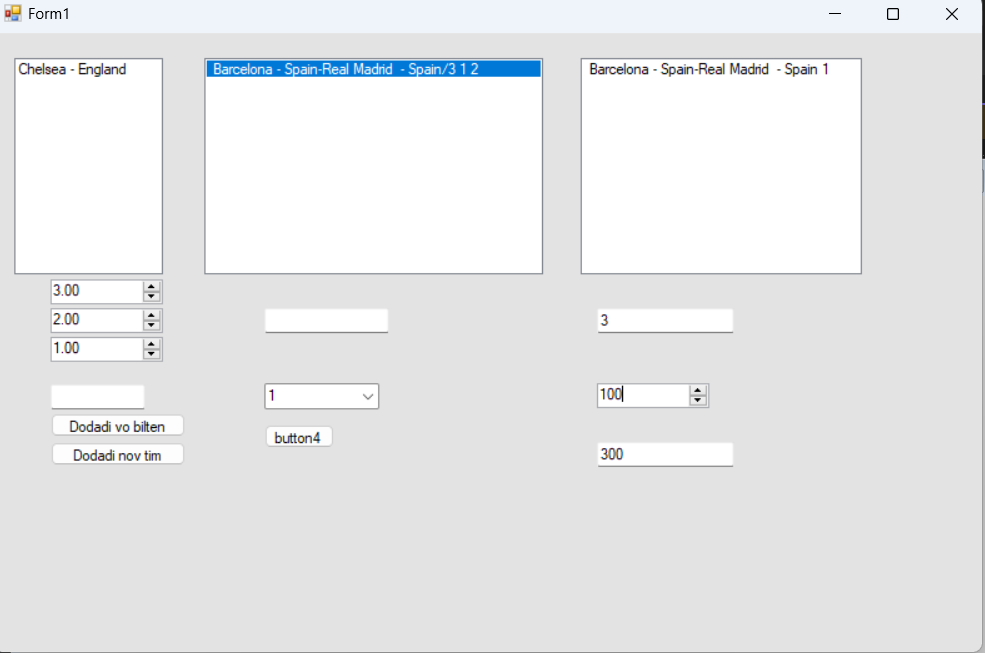 Form1
Chelsea - England
Barcelona - Spain-Real Madrid  - Spain/3 1 2
Barcelona - Spain-Real Madrid  - Spain 1
3.00
2.00
1.00
3
1
100
Dodadi vo bilten
button4
Dodadi nov tim
300